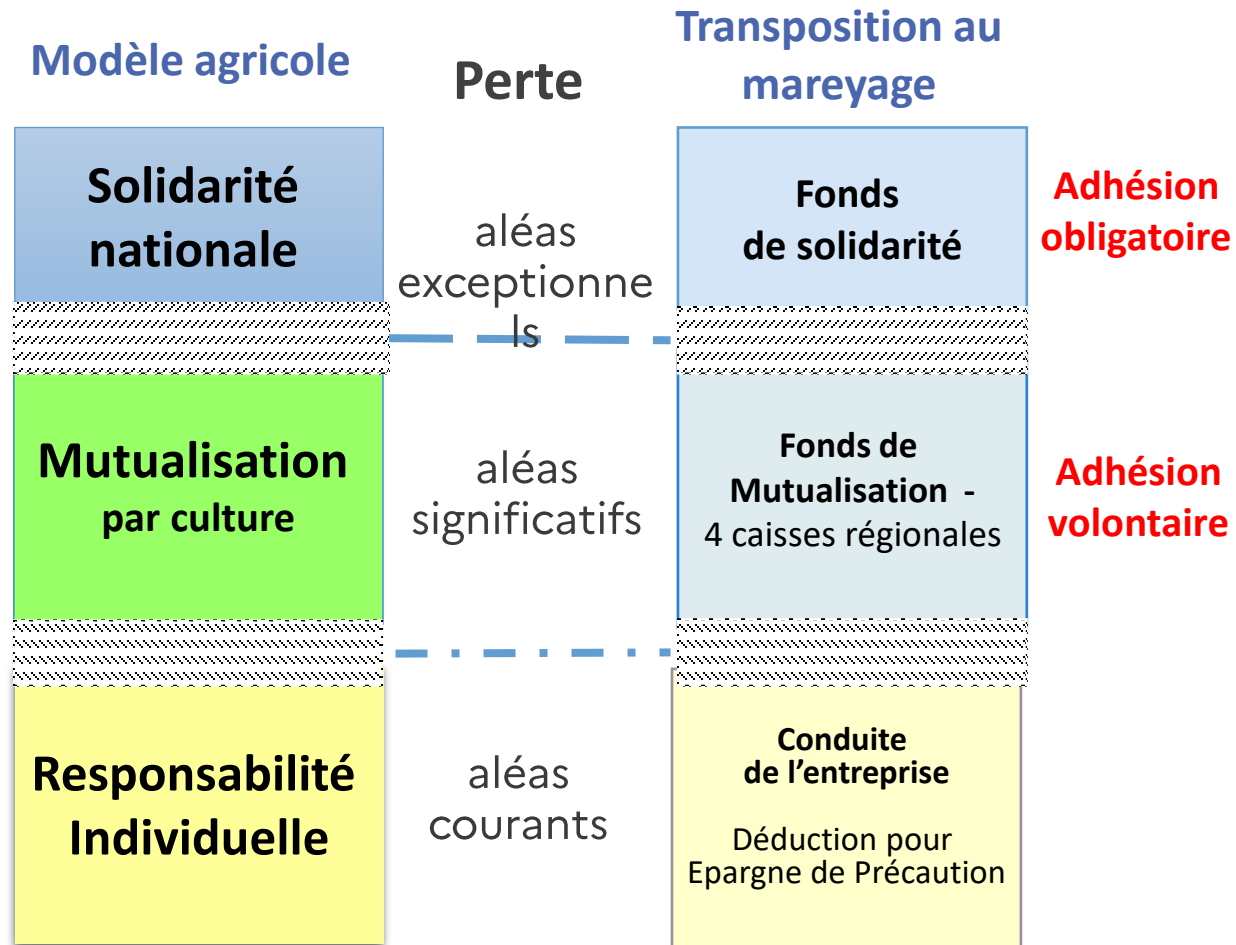 Modèle agricole
Perte
Transposition au
mareyage
Solidarité
nationale
aléas
exceptionne
ls
Fonds
de solidarité
Adhésion
obligatoire
Mutualisation
par culture
aléas
significatifs
Fonds de
Mutualisation -
4 caisses régionales
Adhésion
volontaire
Responsabilité
Individuelle
aléas
courants
Conduite
de l’entreprise
Déduction pour
Epargne de Précaution